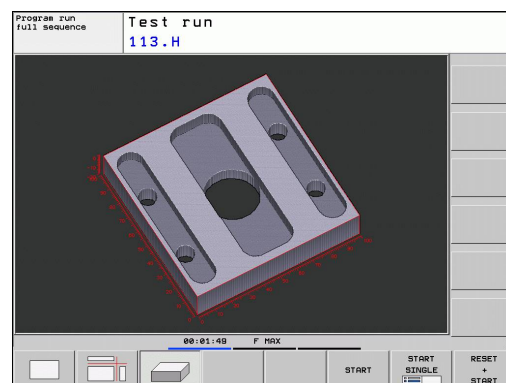 Program run
full sequence
Test run
113.H
00:01:49 F MAX
START
START
SINGLE
RESET
+
START